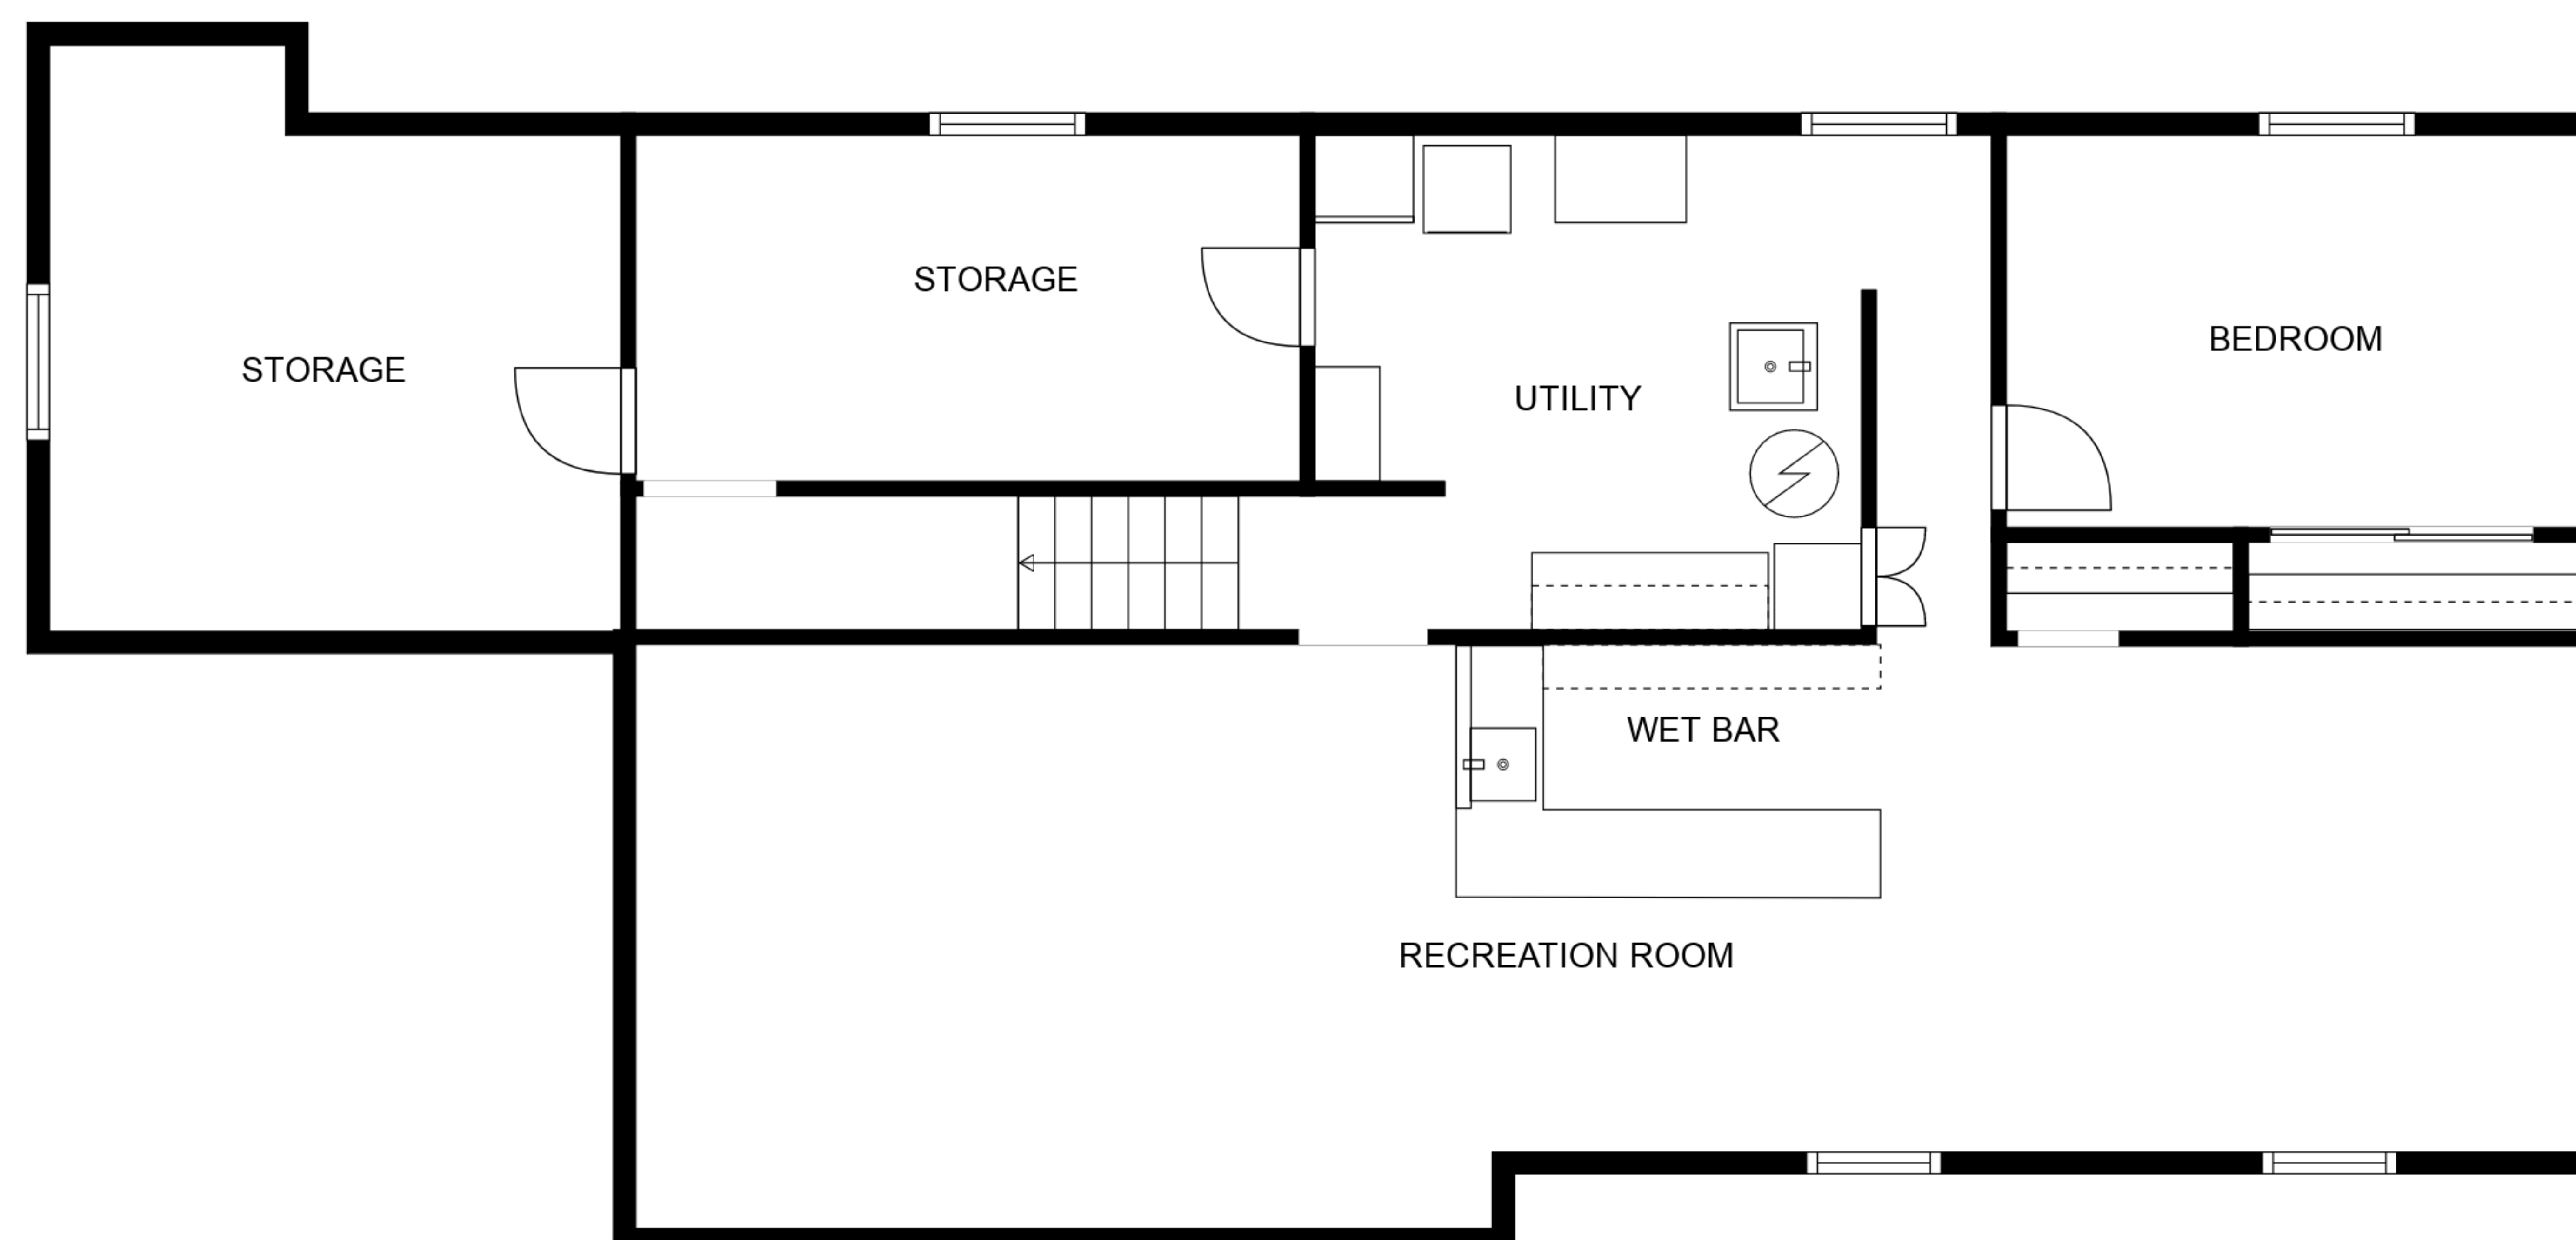 STORAGE
STORAGE
UTILITY
BEDROOM
WET BAR
RECREATION ROOM